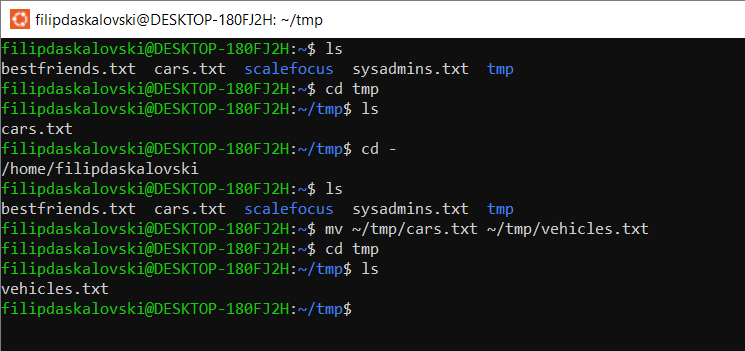 filipdaskalovski@DESKTOP-180FJ2H: ~/tmp
filipdaskalovski@DESKTOP-180FJ2H:~$ ls
bestfriends.txt  cars.txt  scalefocus  sysadmins.txt  tmp
filipdaskalovski@DESKTOP-180FJ2H:~$ cd tmp
filipdaskalovski@DESKTOP-180FJ2H:~/tmp$ ls
cars.txt
filipdaskalovski@DESKTOP-180FJ2H:~/tmp$ cd -
/home/filipdaskalovski
filipdaskalovski@DESKTOP-180FJ2H:~$ ls
bestfriends.txt  cars.txt  scalefocus  sysadmins.txt  tmp
filipdaskalovski@DESKTOP-180FJ2H:~$ mv ~/tmp/cars.txt ~/tmp/vehicles.txt
filipdaskalovski@DESKTOP-180FJ2H:~$ cd tmp
filipdaskalovski@DESKTOP-180FJ2H:~/tmp$ ls
vehicles.txt
filipdaskalovski@DESKTOP-180FJ2H:~/tmp$